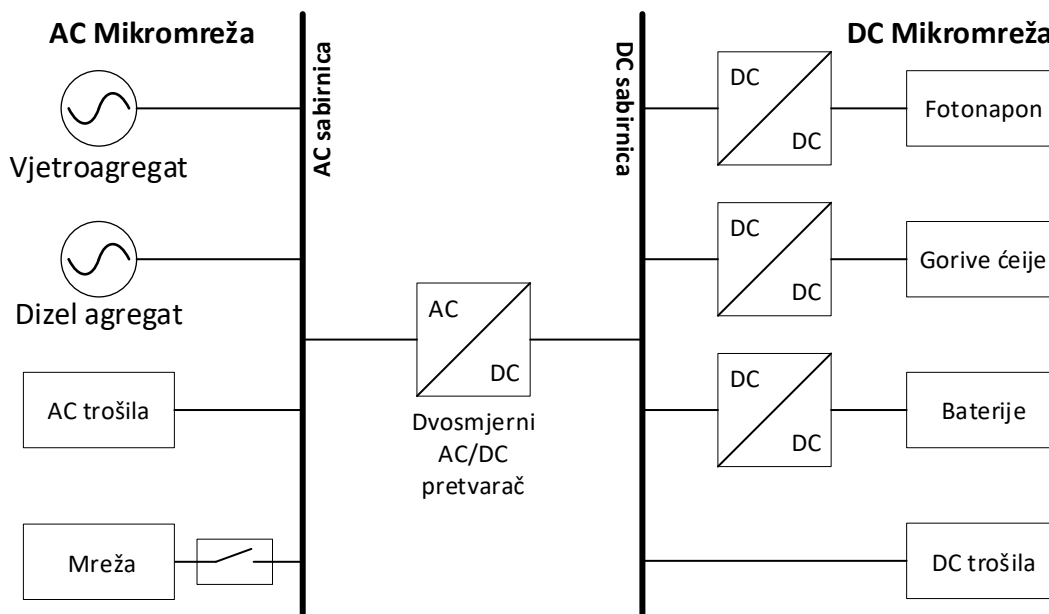 AC Mikromreža
Vjetroagregat
Dizel agregat
AC trošila
Mreža
AC sabirnica
AC
DC
Dvosmjerni
AC/DC
pretvarač
DC sabirnica
DC Mikromreža
DC
DC
Fotonapon
DC
DC
Gorive ćeije
DC
DC
Baterije
DC trošila